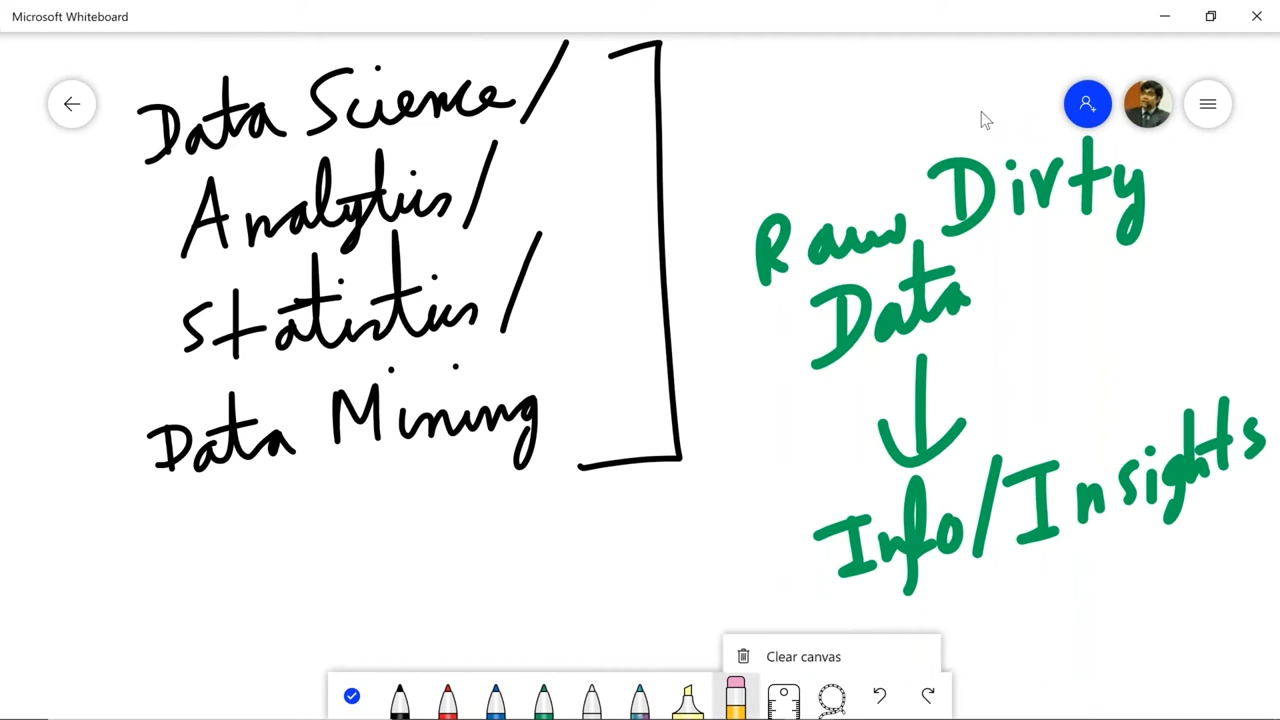 Microsoft Whiteboard
Data Science/
Analytics/
Statistics/
Data Mining
Raw Dirty
Data
Info/Insights
Clear canvas